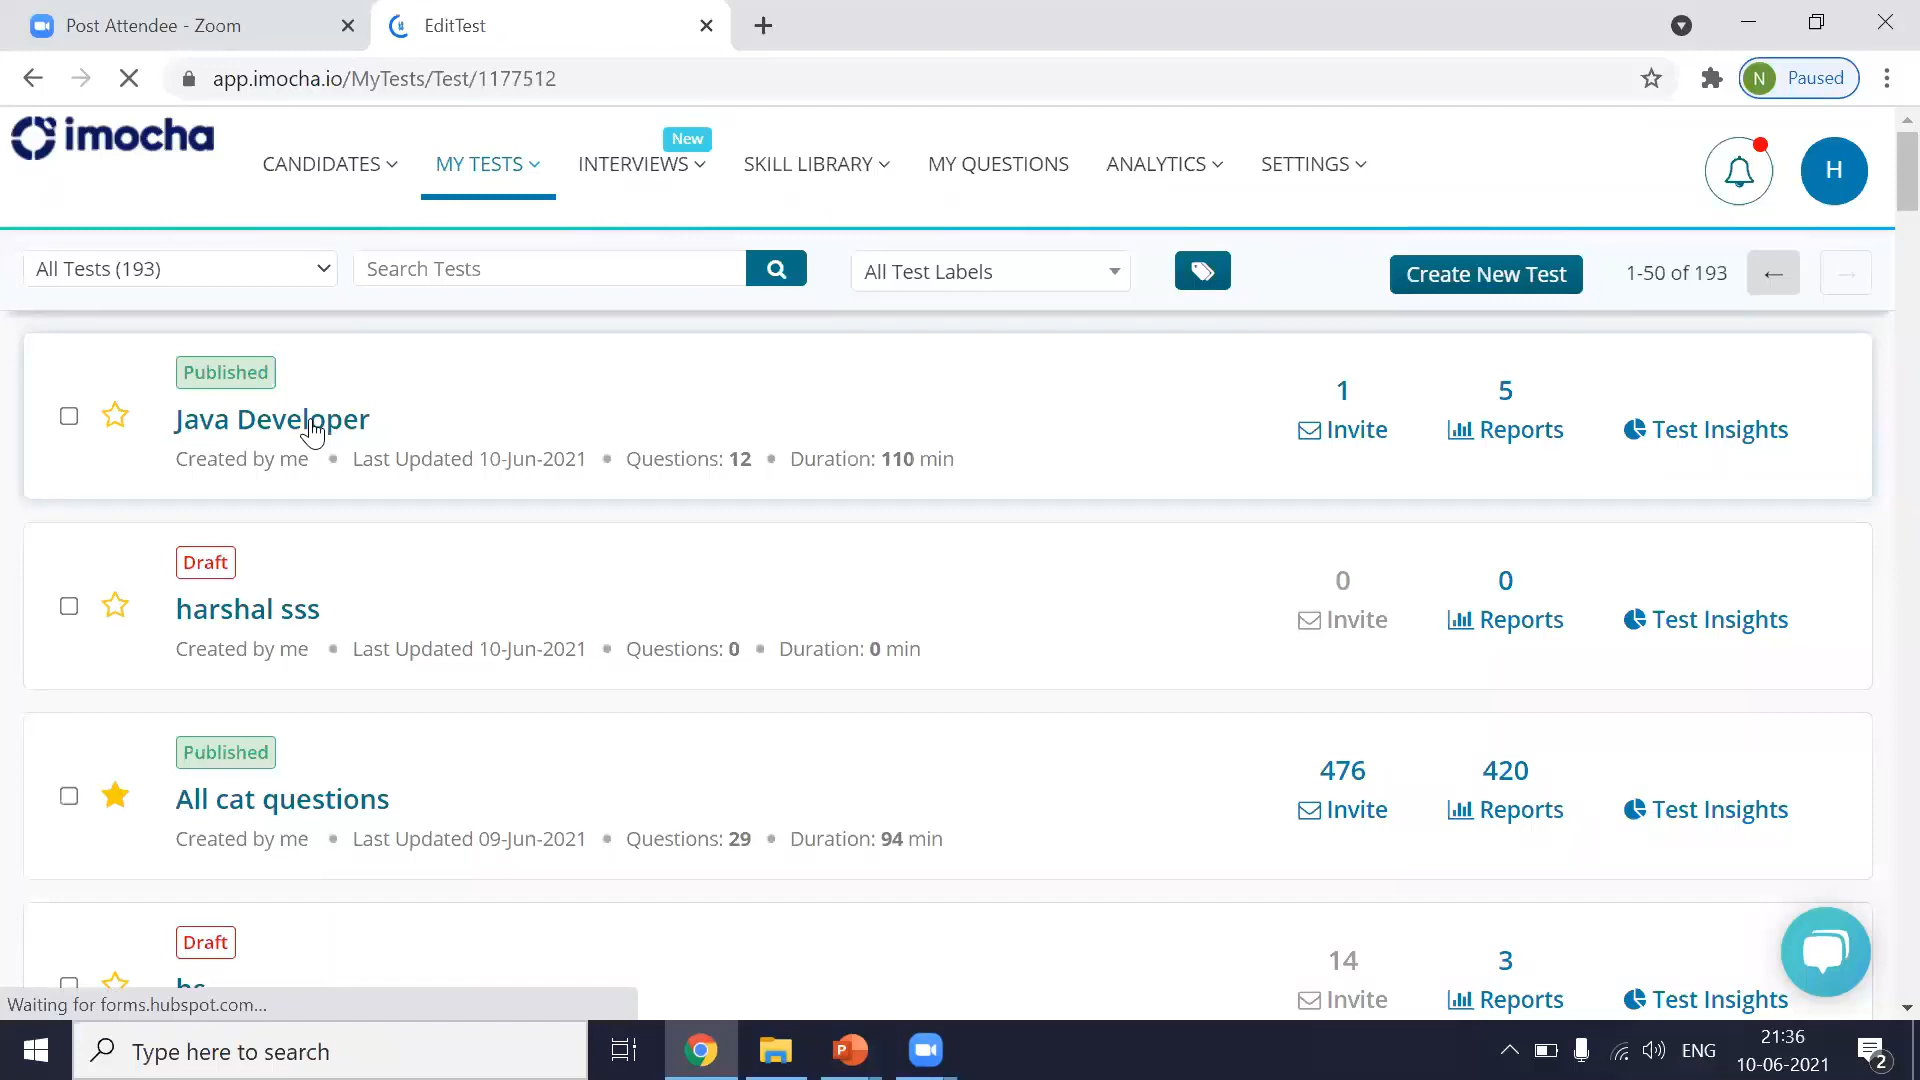 Post Attendee - Zoom
EditTest
app.imocha.io/MyTests/Test/1177512
N Paused
imocha
CANDIDATES MY TESTS INTERVIEWS New SKILL LIBRARY MY QUESTIONS ANALYTICS SETTINGS
H
All Tests (193) Search Tests All Test Labels Create New Test 1-50 of 193
Published
Java Developer
Created by me Last Updated 10-Jun-2021 Questions: 12 Duration: 110 min
1 5
Invite Reports Test Insights
Draft
harshal sss
Created by me Last Updated 10-Jun-2021 Questions: 0 Duration: 0 min
0 0
Invite Reports Test Insights
Published
All cat questions
Created by me Last Updated 09-Jun-2021 Questions: 29 Duration: 94 min
476 420
Invite Reports Test Insights
Draft
14 3
Invite Reports Test Insights
Waiting for forms.hubspot.com...
Type here to search
P
ENG
21:36
10-06-2021
2